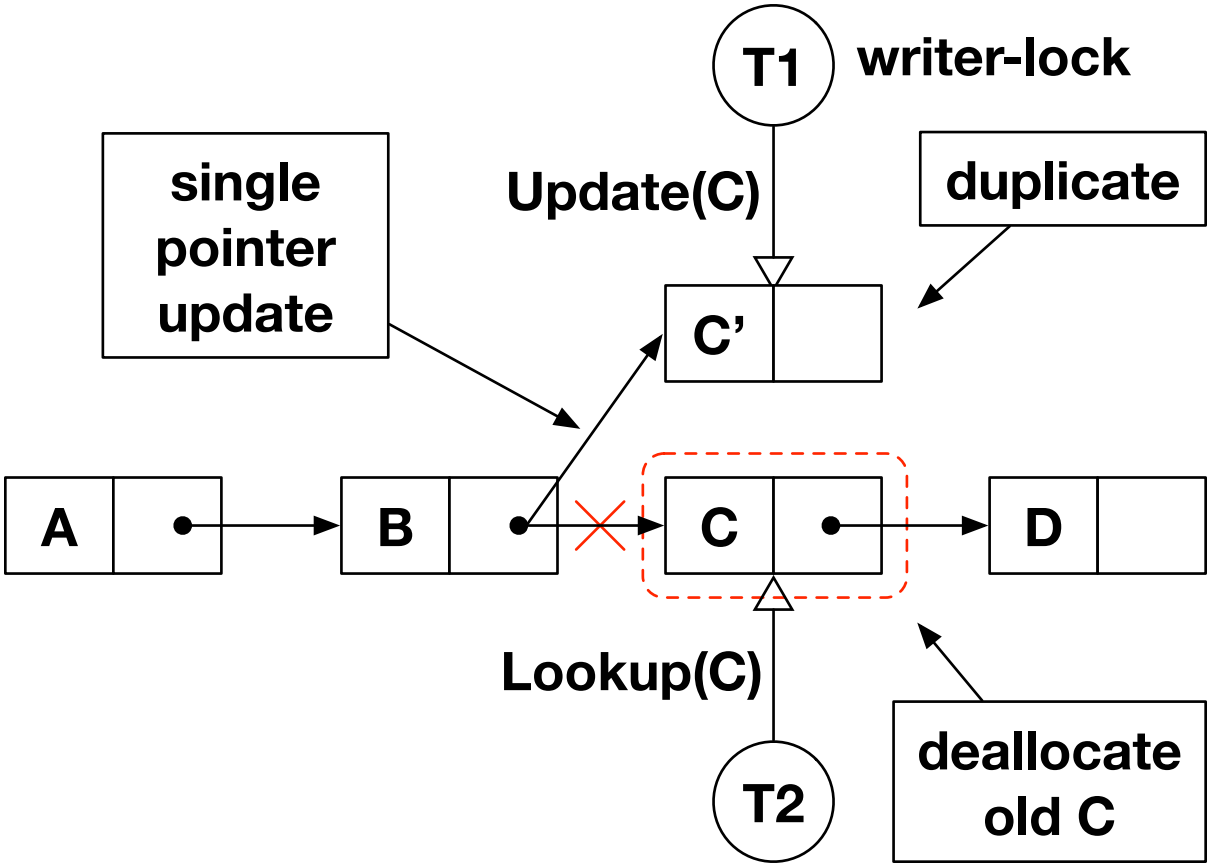 T1
writer-lock
single
pointer
update
Update(C)
duplicate
C’
A
B
C
D
Lookup(C)
T2
deallocate
old C